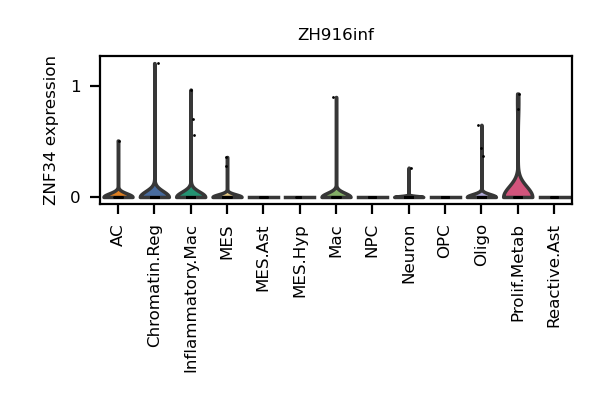 ZH916inf
ZNF34 expression
1
0
AC
Chromatin.Reg
Inflammatory.Mac
MES
MES.Ast
MES.Hyp
Mac
NPC
Neuron
OPC
Oligo
Prolif.Metab
Reactive.Ast